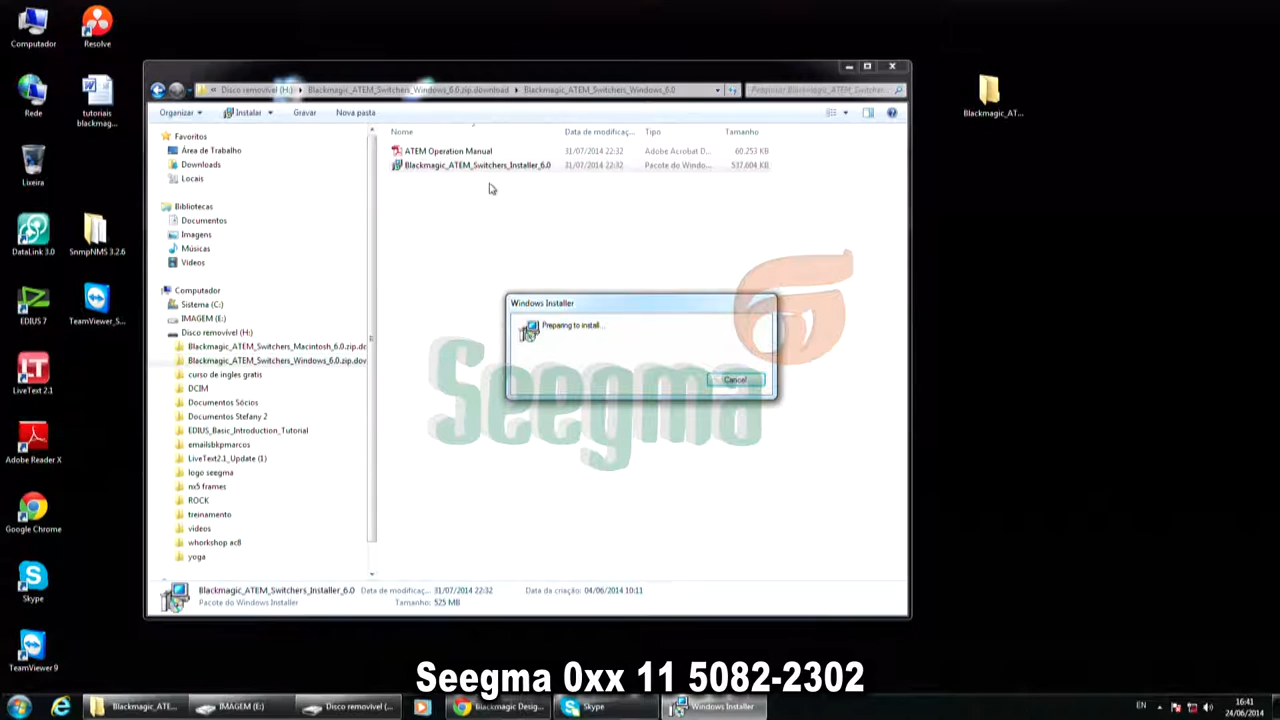 Computador
Resolve
Rede
tutoriais
blackmag...
Lixeira
DataLink 3.0
SnmpNMS 3.2.6
EDIUS 7
TeamViewer_S...
LiveText 2.1
Adobe Reader X
Google Chrome
Skype
TeamViewer 9
Blackmagic_AT...
« Disco removível (H:) ▸ Blackmagic_ATEM_Switchers_Windows_6.0.zip.download ▸ Blackmagic_ATEM_Switchers_Windows_6.0
Pesquisar Blackmagic_ATEM_Switcher...
Organizar Instalar Gravar Nova pasta
Favoritos
Área de Trabalho
Downloads
Locais
Bibliotecas
Documentos
Imagens
Músicas
Vídeos
Computador
Sistema (C:)
IMAGEM (E:)
Disco removível (H:)
Blackmagic_ATEM_Switchers_Macintosh_6.0.zip.do
Blackmagic_ATEM_Switchers_Windows_6.0.zip.dow
curso de ingles gratis
DCIM
Documentos Sócios
Documentos Stefany 2
EDIUS_Basic_Introduction_Tutorial
emailsbkpmarcos
LiveText2.1_Update (1)
logo seegma
nx5 frames
ROCK
treinamento
videos
whorkshop ac8
yoga
Nome Data de modificaç... Tipo Tamanho
ATEM Operation Manual 31/07/2014 22:32 Adobe Acrobat D... 60.253 KB
Blackmagic_ATEM_Switchers_Installer_6.0 31/07/2014 22:32 Pacote do Windo... 537.604 KB
Windows Installer
Preparing to install...
Cancel
Seegma
Blackmagic_ATEM_Switchers_Installer_6.0 Data de modificaç... 31/07/2014 22:32 Data da criação: 04/06/2014 10:11
Pacote do Windows Installer Tamanho: 525 MB
Seegma 0xx 11 5082-2302
Blackmagic_ATE... IMAGEM (E:) Disco removível (... Blackmagic Desig... Skype Windows Installer EN 16:41
24/06/2014